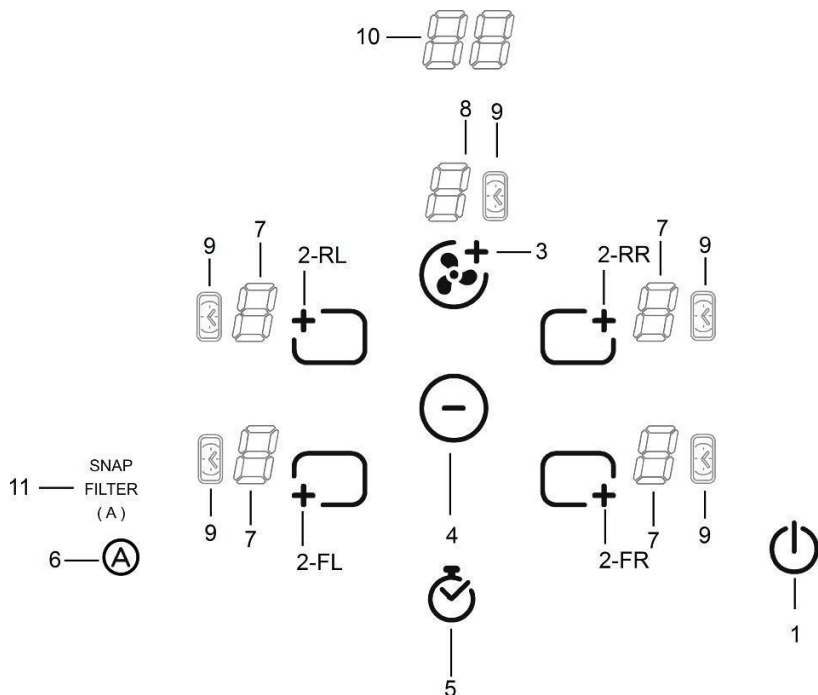 10
8 9
7 9
9 7
2-RL 3 2-RR
SNAP
11 FILTER
( A )
6 A
9 7 4 7 9
2-FL 2-FR
1
5